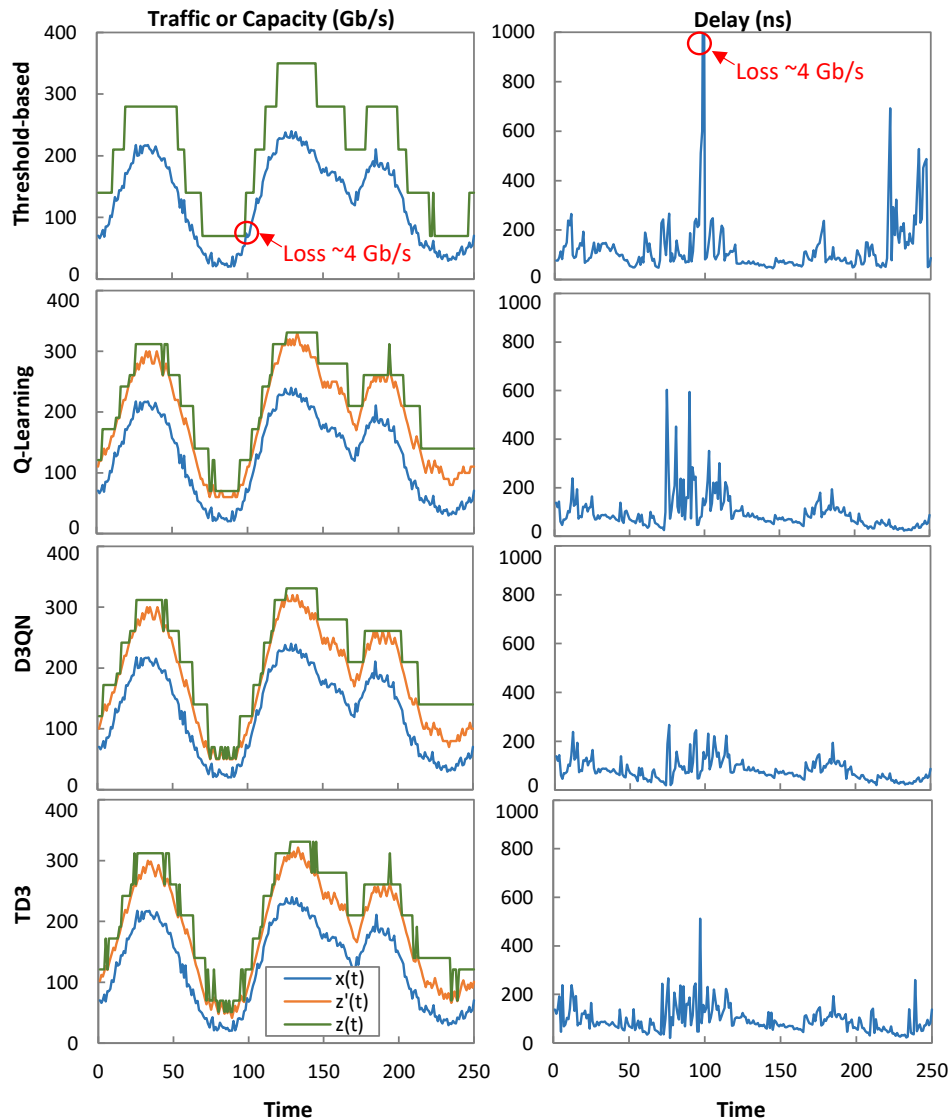 Traffic or Capacity (Gb/s)
Delay (ns)
Threshold-based
400
300
200
100
0
Loss ~4 Gb/s
1000
800
600
400
200
0
Loss ~4 Gb/s
Q-Learning
400
300
200
100
0
1000
800
600
400
200
0
D3QN
400
300
200
100
0
1000
800
600
400
200
0
TD3
400
300
200
100
0
x(t)
z'(t)
z(t)
0 50 100 150 200 250
Time
1000
800
600
400
200
0
0 50 100 150 200 250
Time